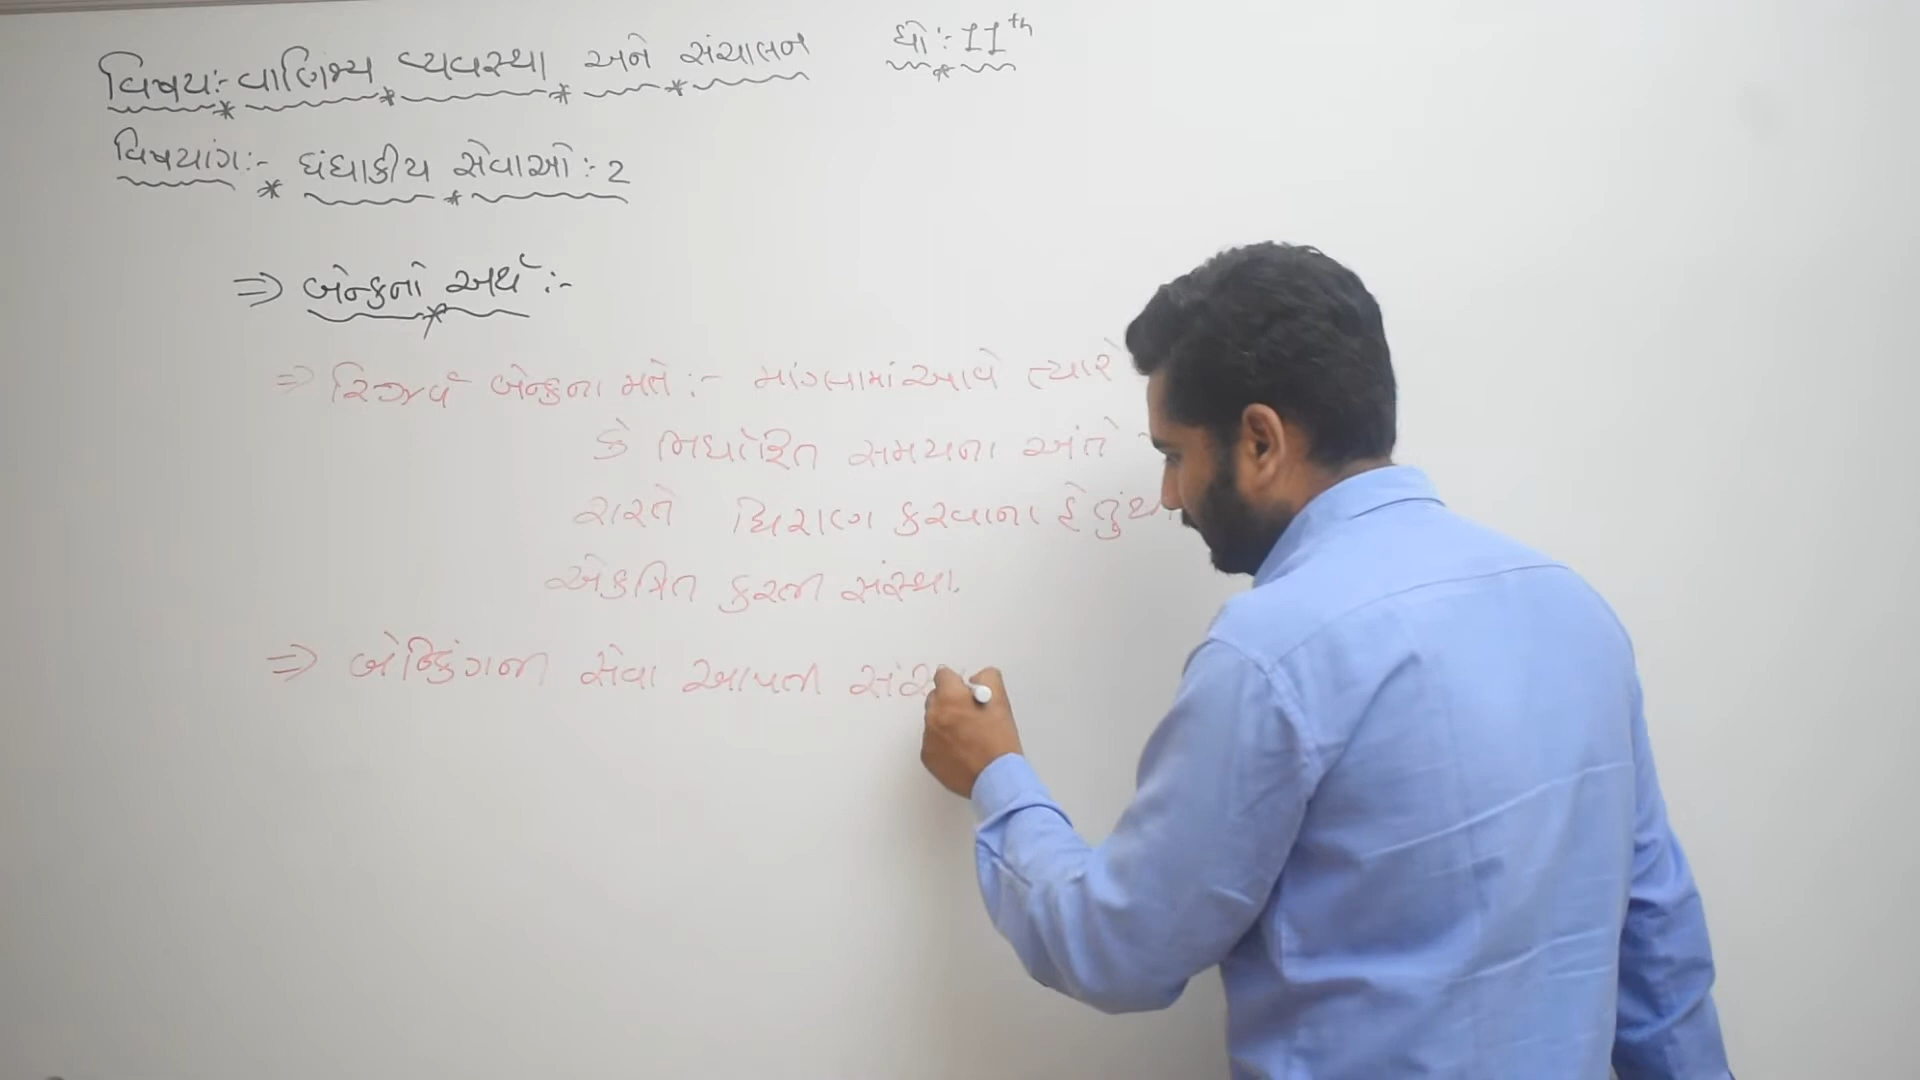 વિષય:- વાણિજ્ય વ્યવસ્થા અને સંચાલન ધો:- 11th
વિષયાંગ:- ધંધાકીય સેવાઓ:- 2
⇒ બેન્કનો અર્થ:-
⇒ રિઝર્વ બેન્કના મતે:- માંગવામાં આવે ત્યારે
કે નિર્ધારિત સમયના અંતે
શરતે ધિરાણ કરવાના હેતુથી
એકત્રિત કરતી સંસ્થા.
⇒ બેન્કિંગની સેવા આપતી